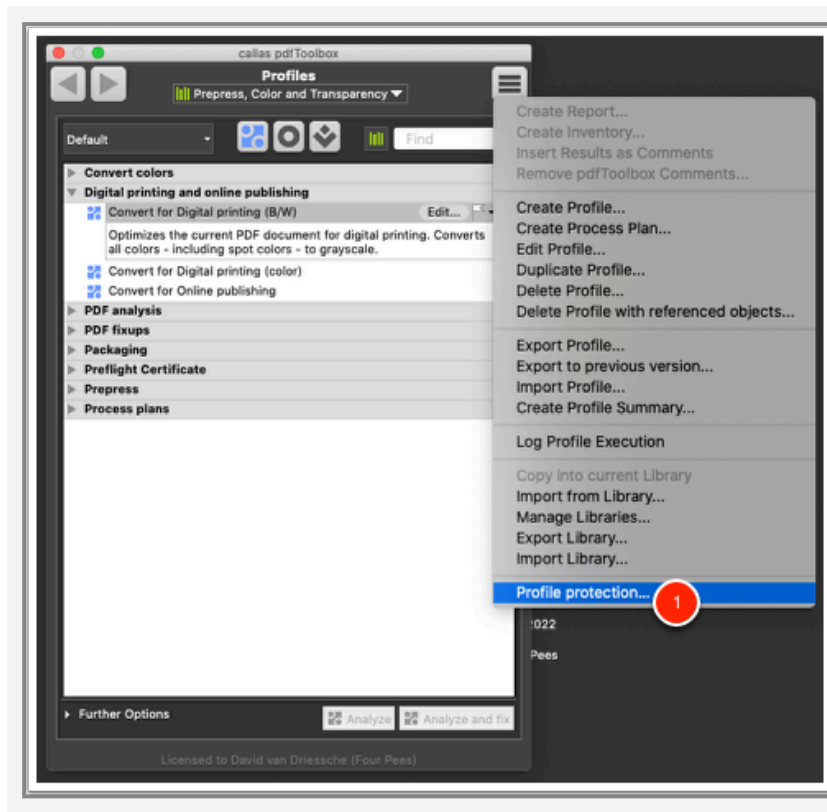 callas pdfToolbox
Profiles
Prepress, Color and Transparency
Default
Find
Convert colors
Digital printing and online publishing
Convert for Digital printing (B/W)
Edit...
Optimizes the current PDF document for digital printing. Converts
all colors - including spot colors - to grayscale.
Convert for Digital printing (color)
Convert for Online publishing
PDF analysis
PDF fixups
Packaging
Preflight Certificate
Prepress
Process plans
Further Options
Analyze
Analyze and fix
Licensed to David van Driessche (Four Pees)
Create Report...
Create Inventory...
Insert Results as Comments
Remove pdfToolbox Comments...
Create Profile...
Create Process Plan...
Edit Profile...
Duplicate Profile...
Delete Profile...
Delete Profile with referenced objects...
Export Profile...
Export to previous version...
Import Profile...
Create Profile Summary...
Log Profile Execution
Copy into current Library
Import from Library...
Manage Libraries...
Export Library...
Import Library...
Profile protection...
1
2022
Pees